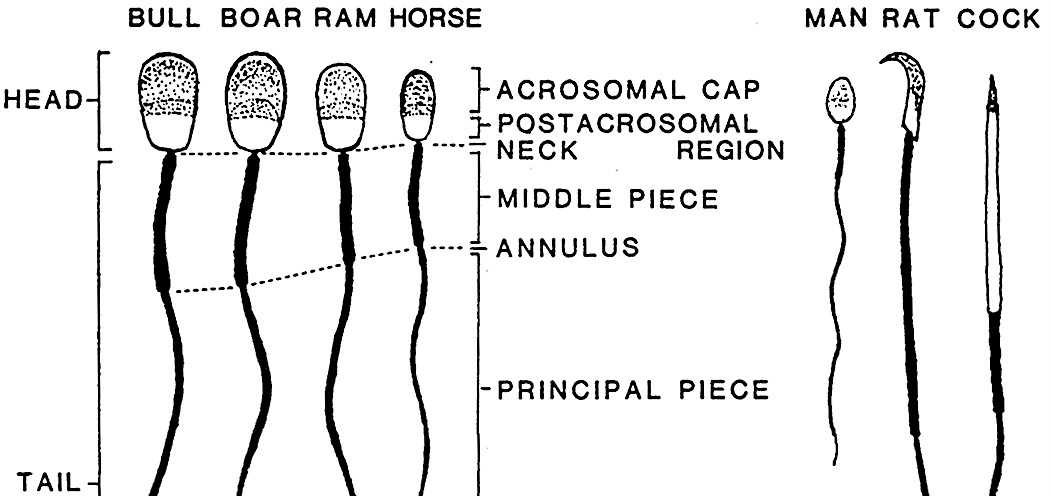 BULL BOAR RAM HORSE MAN RAT COCK
HEAD
ACROSOMAL CAP
POSTACROSOMAL
NECK REGION
MIDDLE PIECE
ANNULUS
PRINCIPAL PIECE
TAIL